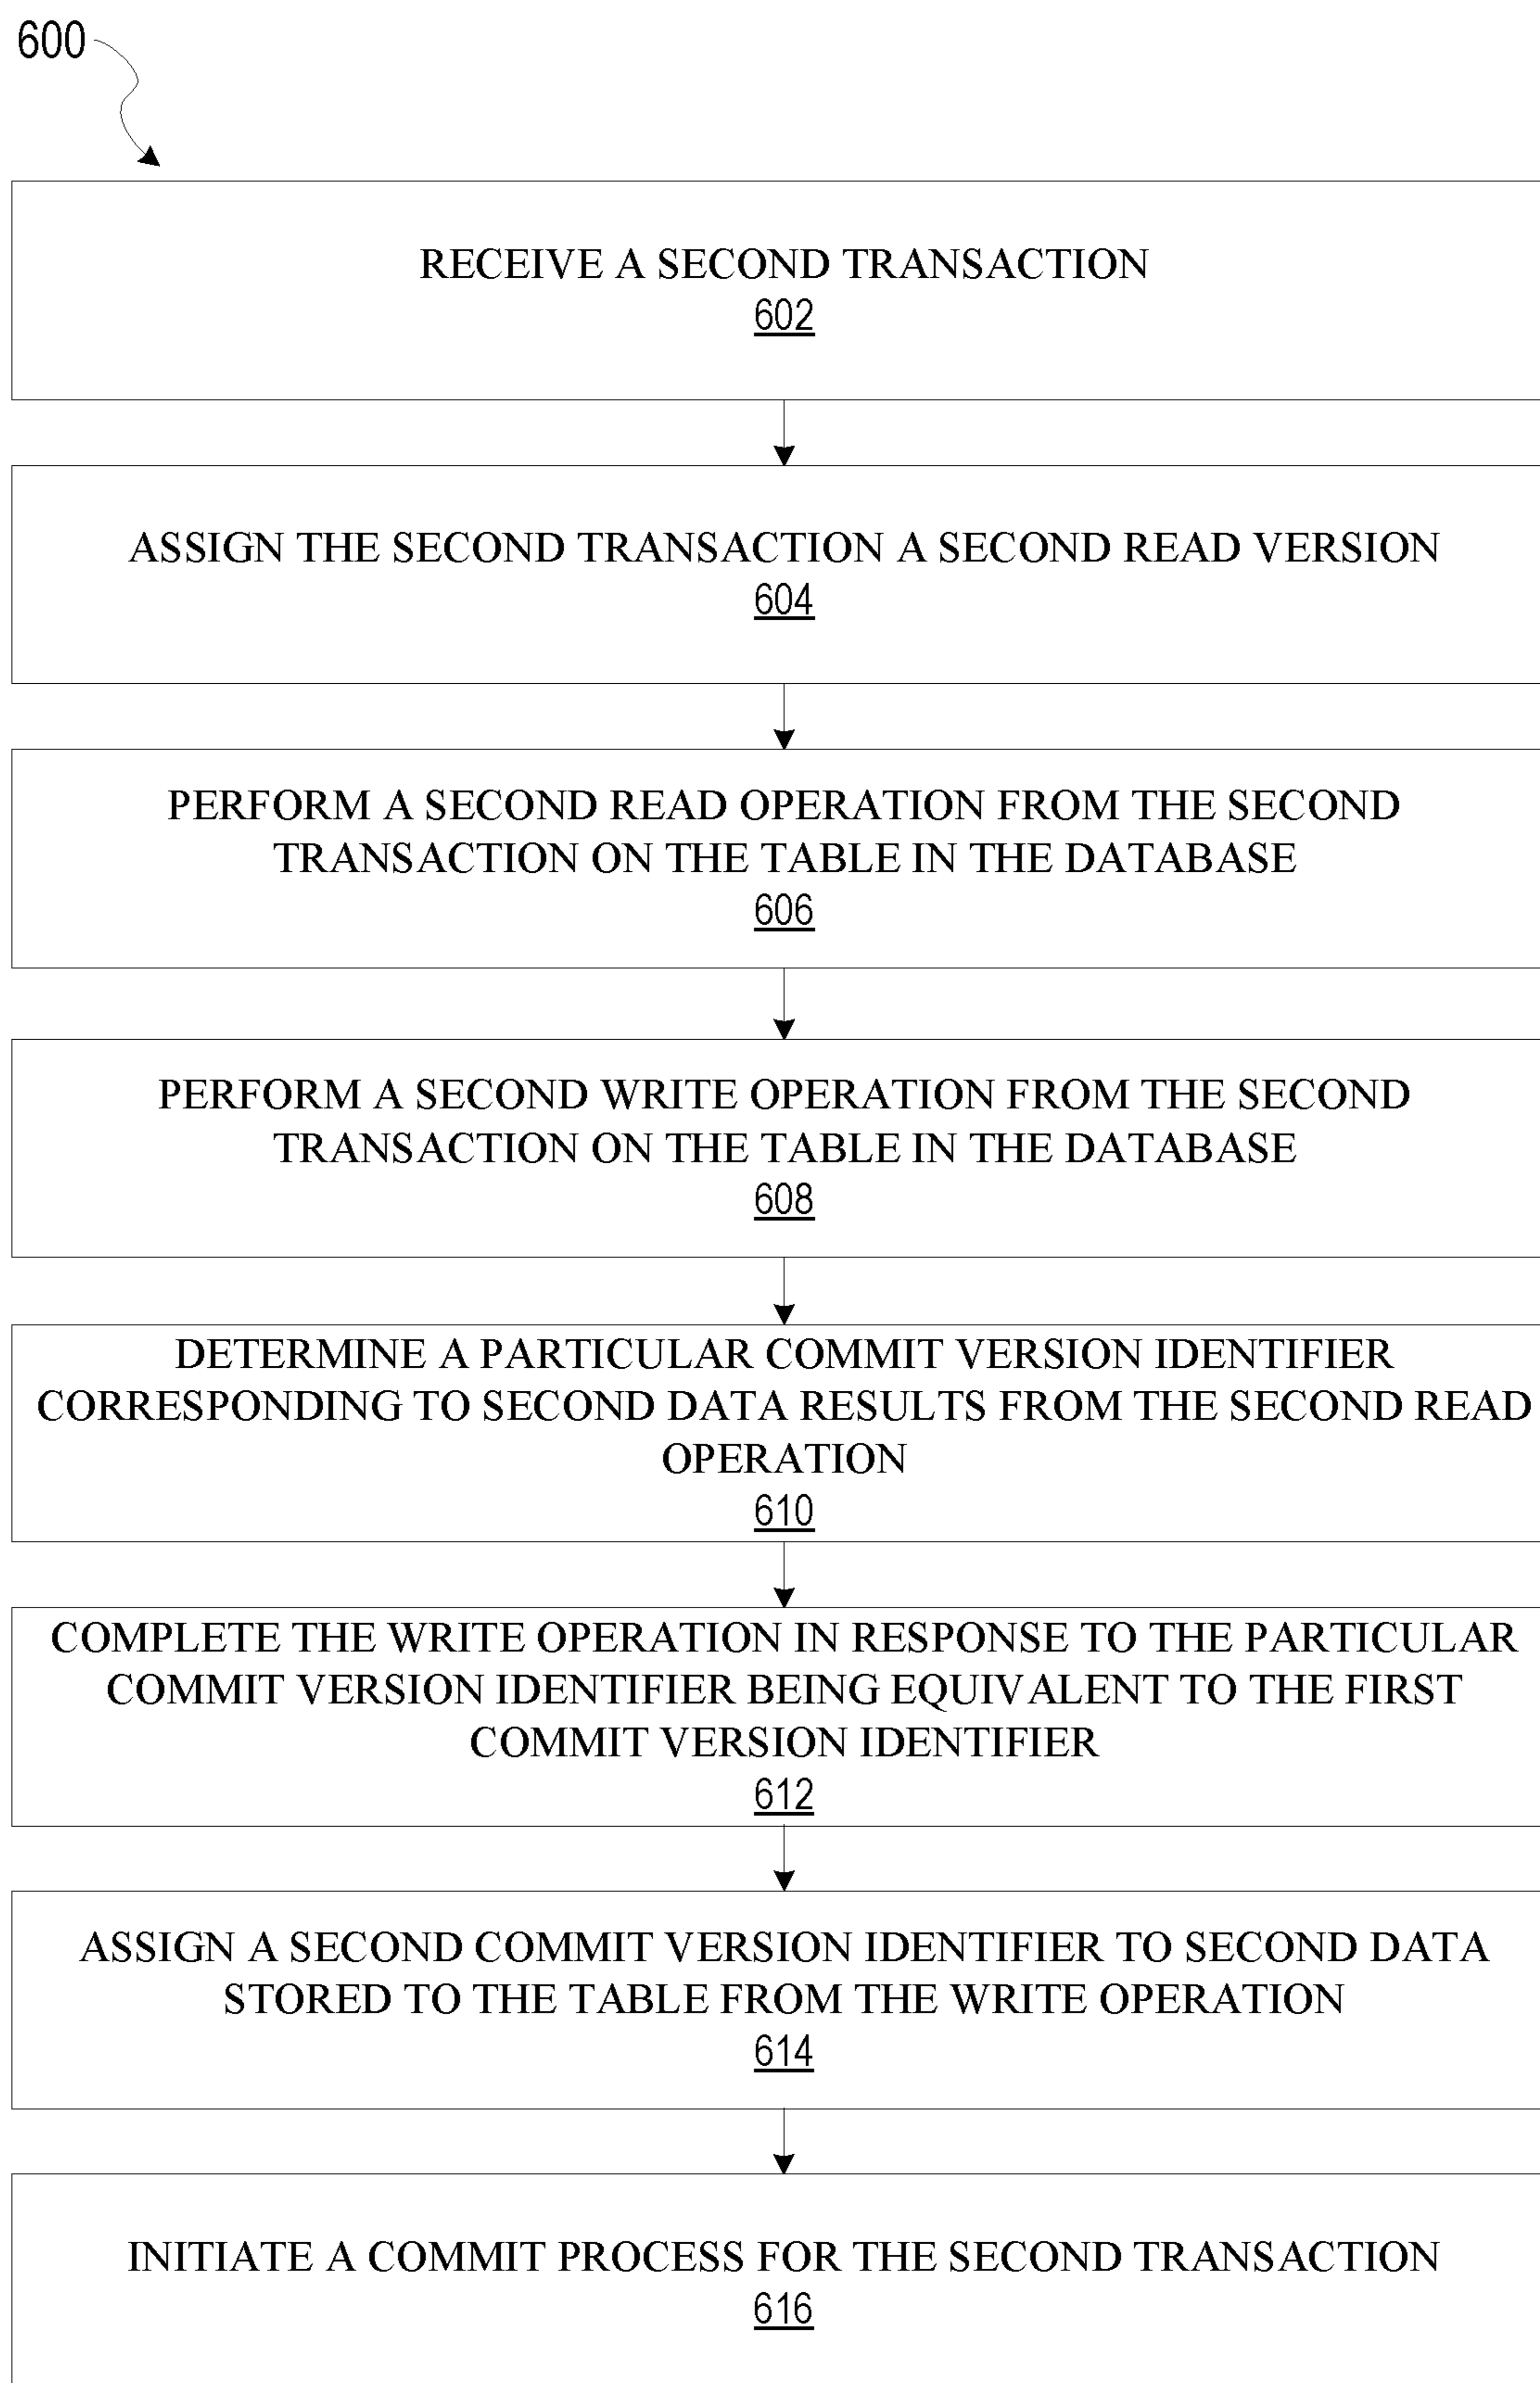 600
RECEIVE A SECOND TRANSACTION
602
ASSIGN THE SECOND TRANSACTION A SECOND READ VERSION
604
PERFORM A SECOND READ OPERATION FROM THE SECOND
TRANSACTION ON THE TABLE IN THE DATABASE
606
PERFORM A SECOND WRITE OPERATION FROM THE SECOND
TRANSACTION ON THE TABLE IN THE DATABASE
608
DETERMINE A PARTICULAR COMMIT VERSION IDENTIFIER
CORRESPONDING TO SECOND DATA RESULTS FROM THE SECOND READ
OPERATION
610
COMPLETE THE WRITE OPERATION IN RESPONSE TO THE PARTICULAR
COMMIT VERSION IDENTIFIER BEING EQUIVALENT TO THE FIRST
COMMIT VERSION IDENTIFIER
612
ASSIGN A SECOND COMMIT VERSION IDENTIFIER TO SECOND DATA
STORED TO THE TABLE FROM THE WRITE OPERATION
614
INITIATE A COMMIT PROCESS FOR THE SECOND TRANSACTION
616